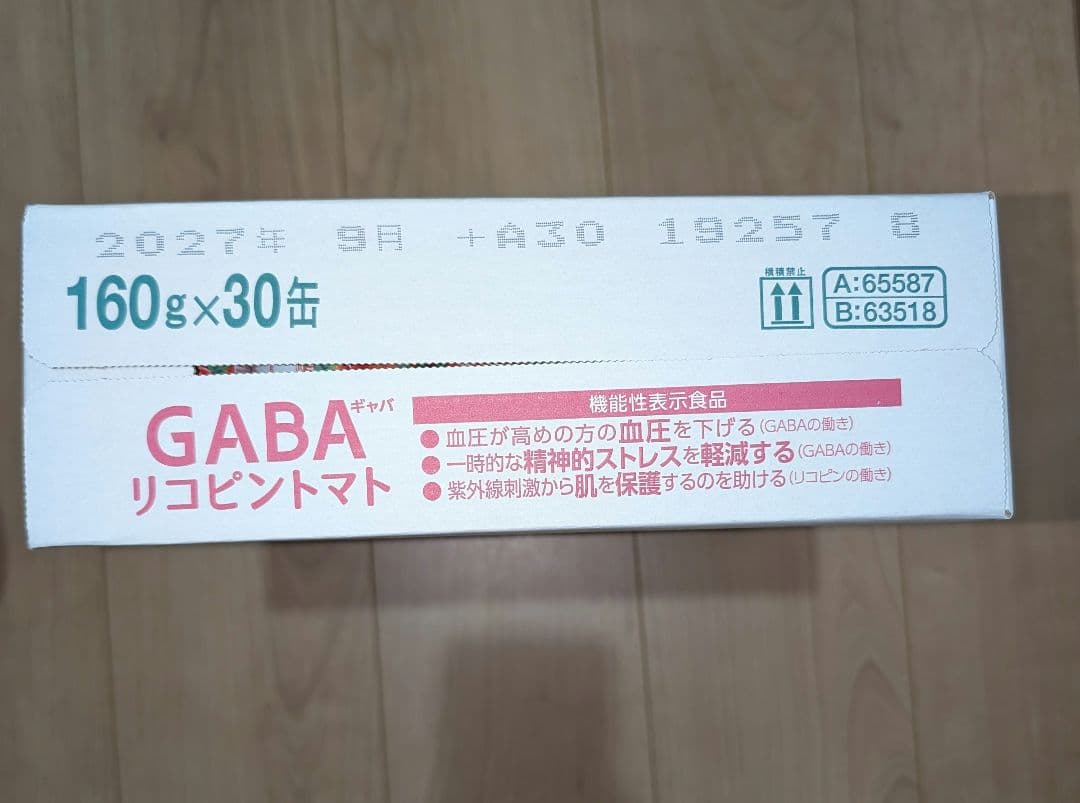 2027年 9月 +A30 19257 8
160g×30缶
横積禁止
A:65587
B:63518
GABA ギャバ
リコピントマト
機能性表示食品
●血圧が高めの方の血圧を下げる(GABAの働き)
●一時的な精神的ストレスを軽減する(GABAの働き)
●紫外線刺激から肌を保護するのを助ける(リコピンの働き)